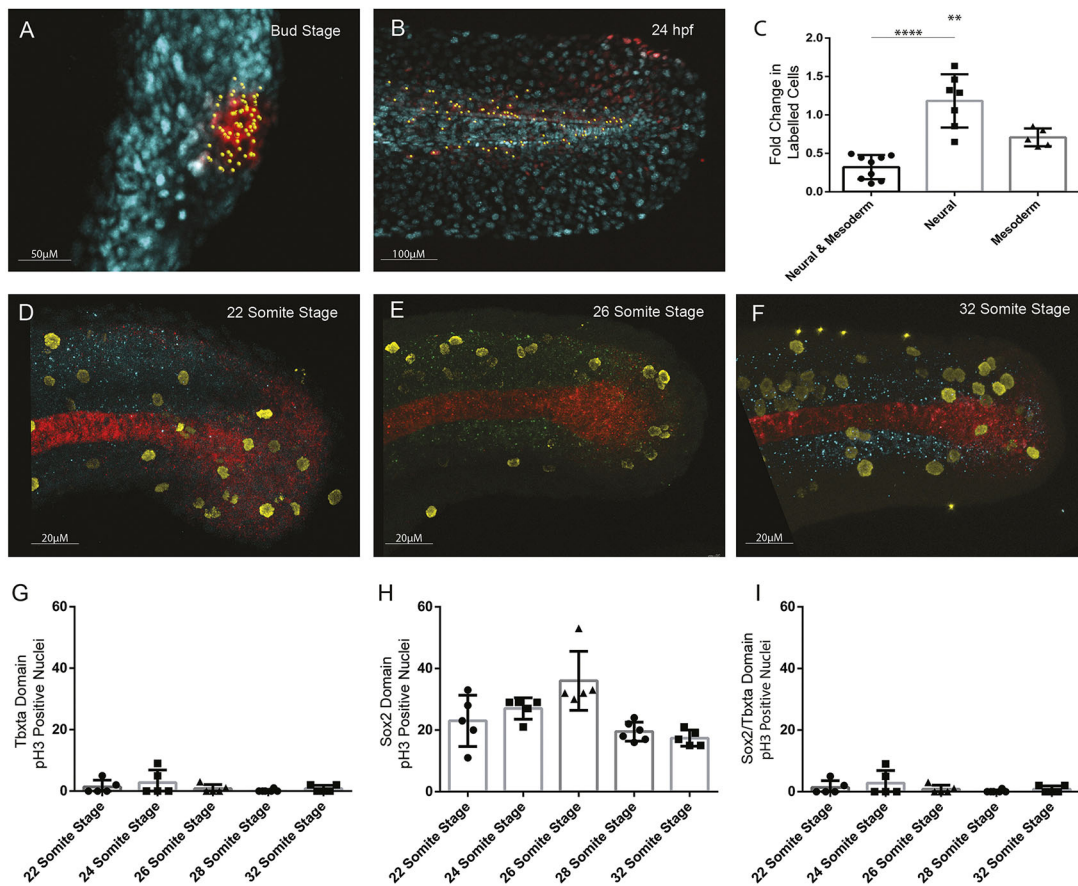 A
Bud Stage
50µM
B
24 hpf
100µM
C
Fold Change in
Labelled Cells
2.0
1.5
1.0
0.5
0.0
****
**
Neural & Mesoderm
Neural
Mesoderm
D
22 Somite Stage
20µM
E
26 Somite Stage
20µM
F
32 Somite Stage
20µM
G
Tbxta Domain
pH3 Positive Nuclei
60
40
20
0
22 Somite Stage
24 Somite Stage
26 Somite Stage
28 Somite Stage
32 Somite Stage
H
Sox2 Domain
pH3 Positive Nuclei
60
40
20
0
22 Somite Stage
24 Somite Stage
26 Somite Stage
28 Somite Stage
32 Somite Stage
I
Sox2/Tbxta Domain
pH3 Positive Nuclei
60
40
20
0
22 Somite Stage
24 Somite Stage
26 Somite Stage
28 Somite Stage
32 Somite Stage